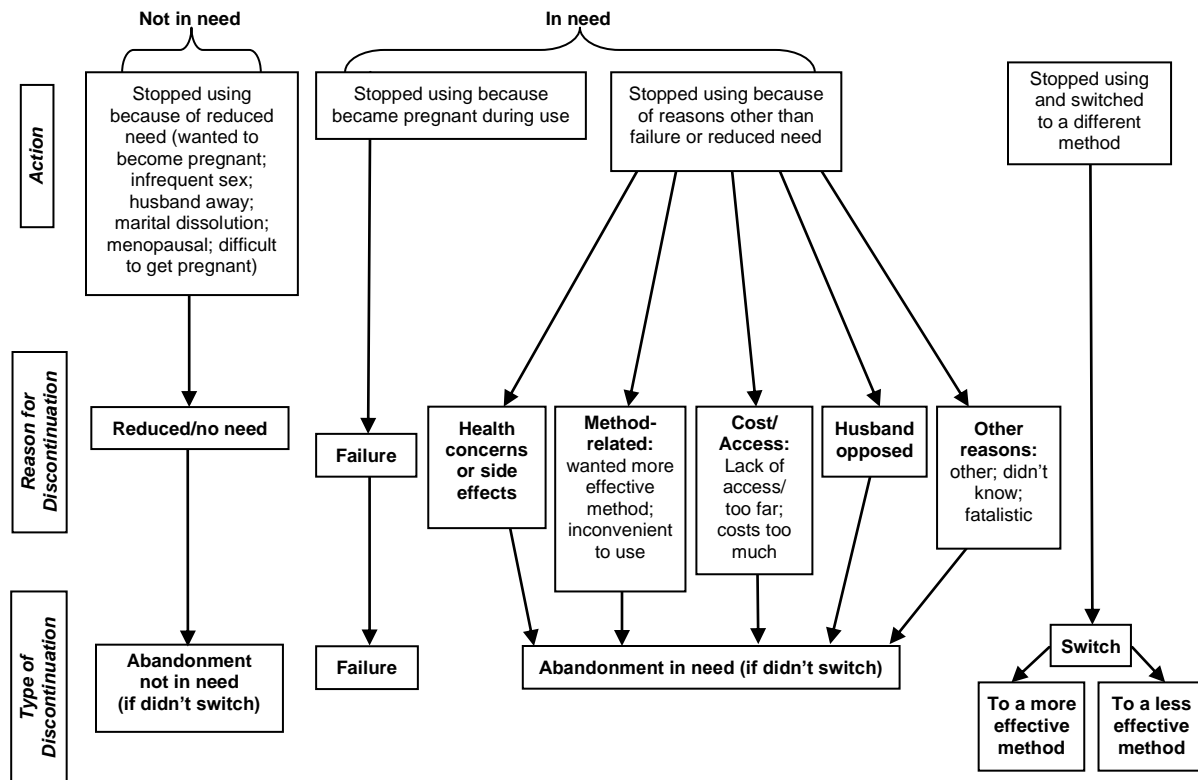 Not in need
In need
Action
Stopped using
because of reduced
need (wanted to
become pregnant;
infrequent sex;
husband away;
marital dissolution;
menopausal; difficult
to get pregnant)
Stopped using because
became pregnant during use
Stopped using because
of reasons other than
failure or reduced need
Stopped using
and switched
to a different
method
Reason for
Discontinuation
Reduced/no need
Failure
Health
concerns
or side
effects
Method-
related:
wanted more
effective
method;
inconvenient
to use
Cost/
Access:
Lack of
access/
too far;
costs too
much
Husband
opposed
Other
reasons:
other; didn't
know;
fatalistic
Type of
Discontinuation
Abandonment
not in need
(if didn't switch)
Failure
Abandonment in need (if didn't switch)
Switch
To a more
effective
method
To a less
effective
method